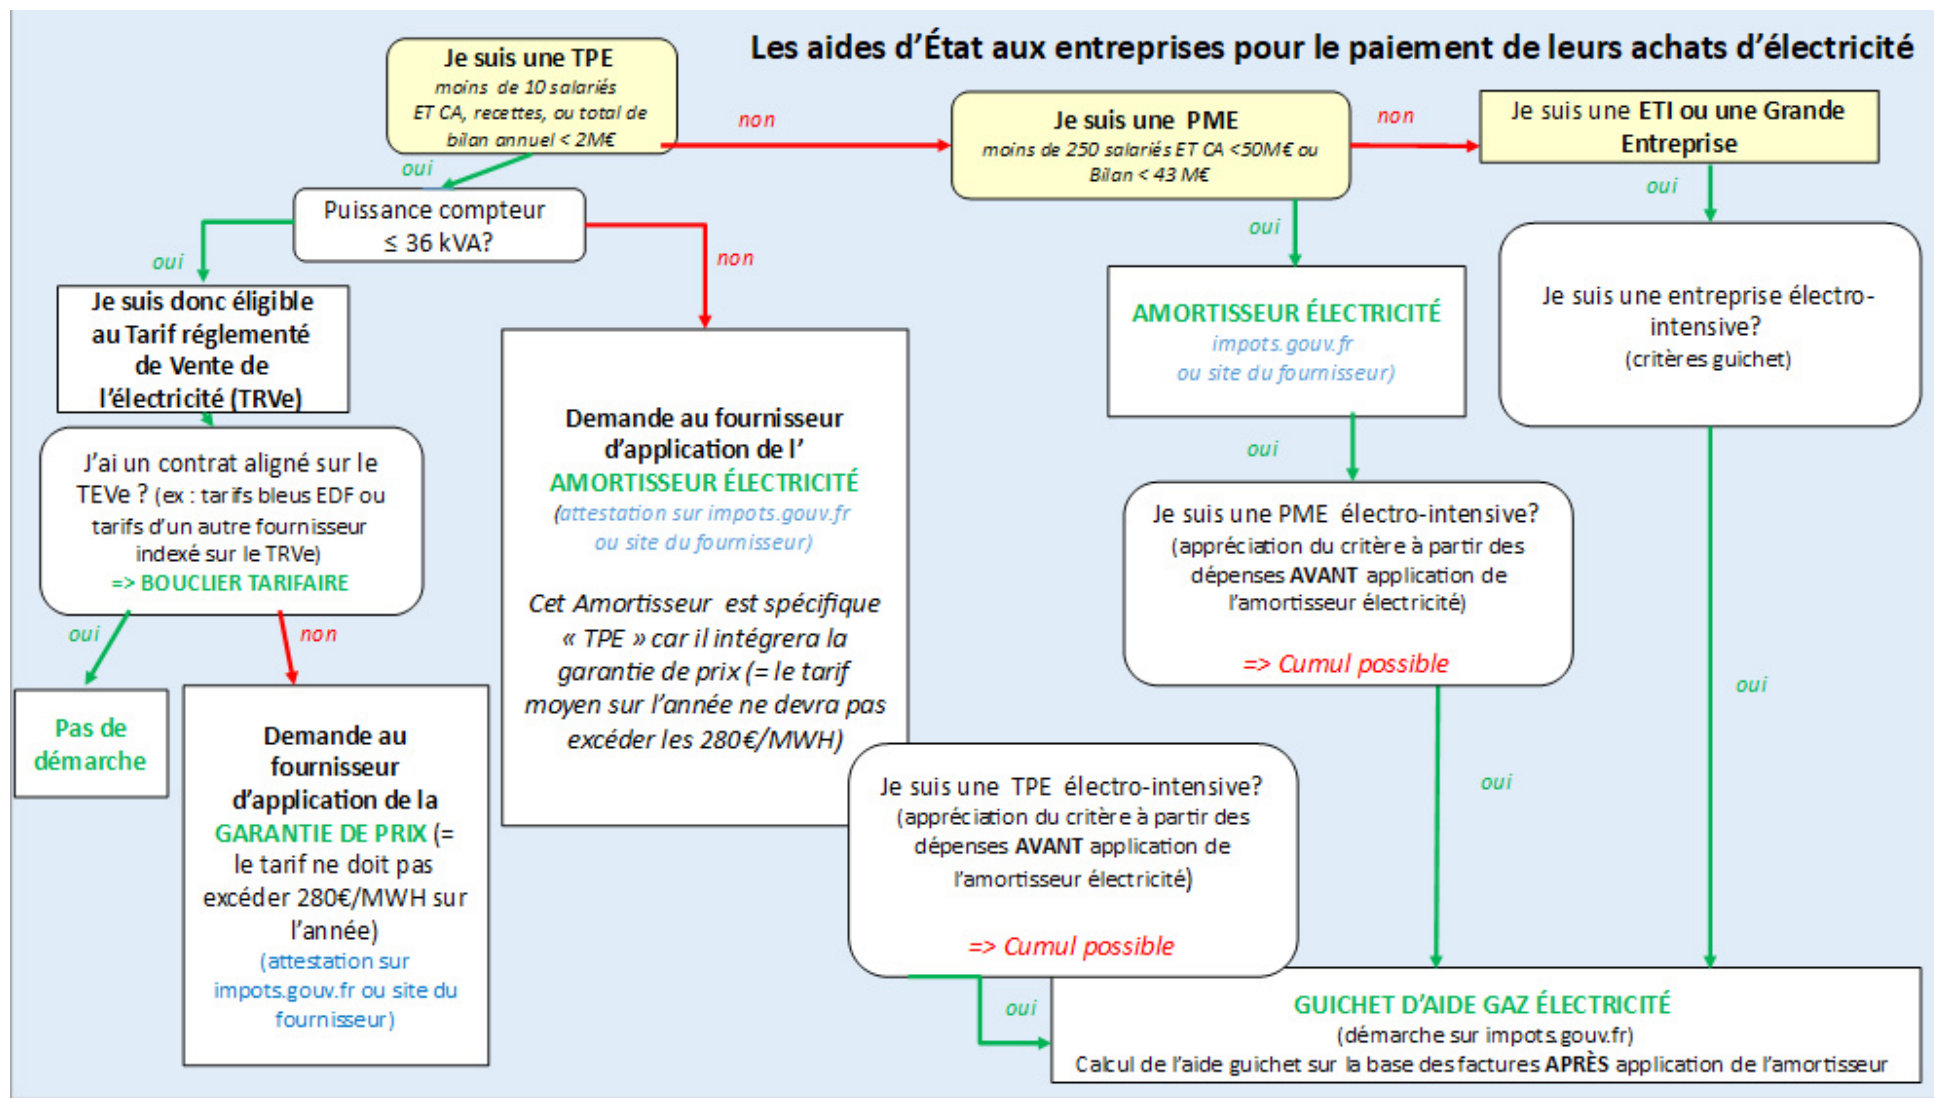 Les aides d’État aux entreprises pour le paiement de leurs achats d’électricité
Je suis une TPE
moins de 10 salariés
ET CA, recettes, ou total de
bilan annuel < 2M€
non
Je suis une PME
moins de 250 salariés ET CA <50M€ ou
Bilan < 43 M€
non
Je suis une ETI ou une Grande
Entreprise
oui
Puissance compteur
≤ 36 kVA?
oui
non
Je suis donc éligible
au Tarif réglementé
de Vente de
l’électricité (TRVe)
J’ai un contrat aligné sur le
TEVe ? (ex : tarifs bleus EDF ou
tarifs d’un autre fournisseur
indexé sur le TRVe)
=> BOUCLIER TARIFAIRE
oui
non
Pas de
démarche
Demande au
fournisseur
d’application de la
GARANTIE DE PRIX (=
le tarif ne doit pas
excéder 280€/MWH sur
l’année)
(attestation sur
impots.gouv.fr ou site du
fournisseur)
Demande au fournisseur
d’application de l’
AMORTISSEUR ÉLECTRICITÉ
(attestation sur impots.gouv.fr
ou site du fournisseur)
Cet Amortisseur est spécifique
« TPE » car il intégrera la
garantie de prix (= le tarif
moyen sur l’année ne devra pas
excéder les 280€/MWH)
Je suis une TPE électro-intensive?
(appréciation du critère à partir des
dépenses AVANT application de
l’amortisseur électricité)
=> Cumul possible
oui
oui
AMORTISSEUR ÉLECTRICITÉ
impots.gouv.fr
ou site du fournisseur)
oui
Je suis une PME électro-intensive?
(appréciation du critère à partir des
dépenses AVANT application de
l’amortisseur électricité)
=> Cumul possible
oui
oui
Je suis une entreprise électro-
intensive?
(critères guichet)
oui
GUICHET D’AIDE GAZ ÉLECTRICITÉ
(démarche sur impots.gouv.fr)
Calcul de l’aide guichet sur la base des factures APRÈS application de l’amortisseur